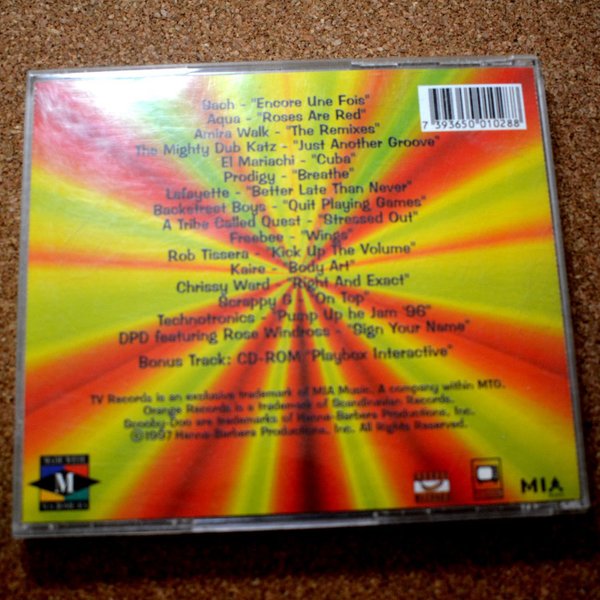 Sach - "Encore Une Fois"
Aqua - "Roses Are Red"
Amira Walk - "The Remixes"
The Mighty Dub Katz - "Just Another Groove"
El Mariachi - "Cuba"
Prodigy - "Breathe"
Lafayette - "Better Late Than Never"
Backstreet Boys - "Quit Playing Games"
A Tribe Called Quest - "Stressed Out"
Freebee - "Wings"
Rob Tissera - "Kick Up The Volume"
Kaire - "Body Art"
Chrissy Ward - "Right And Exact"
Scrappy G - "On Top"
Technotronics - "Pump Up he Jam '96"
DPD featuring Rose Windross - "Sign Your Name"
Bonus Track: CD-ROM "Playbox Interactive"
TV Records is an exclusive trademark of MIA Music. A company within MTG.
Orange Records is a trademark of Scandinavian Records.
Scooby-Doo are trademarks of Hanna-Barbera Productions, Inc.
©1997 Hanna-Barbera Productions, Inc. All Rights Reserved.
7 393650 010288
M
MIA